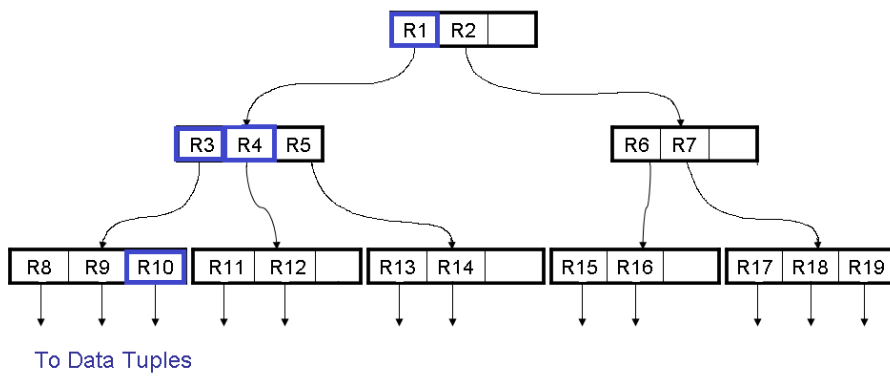 R1 R2
R3 R4 R5 R6 R7
R8 R9 R10 R11 R12 R13 R14 R15 R16 R17 R18 R19
To Data Tuples